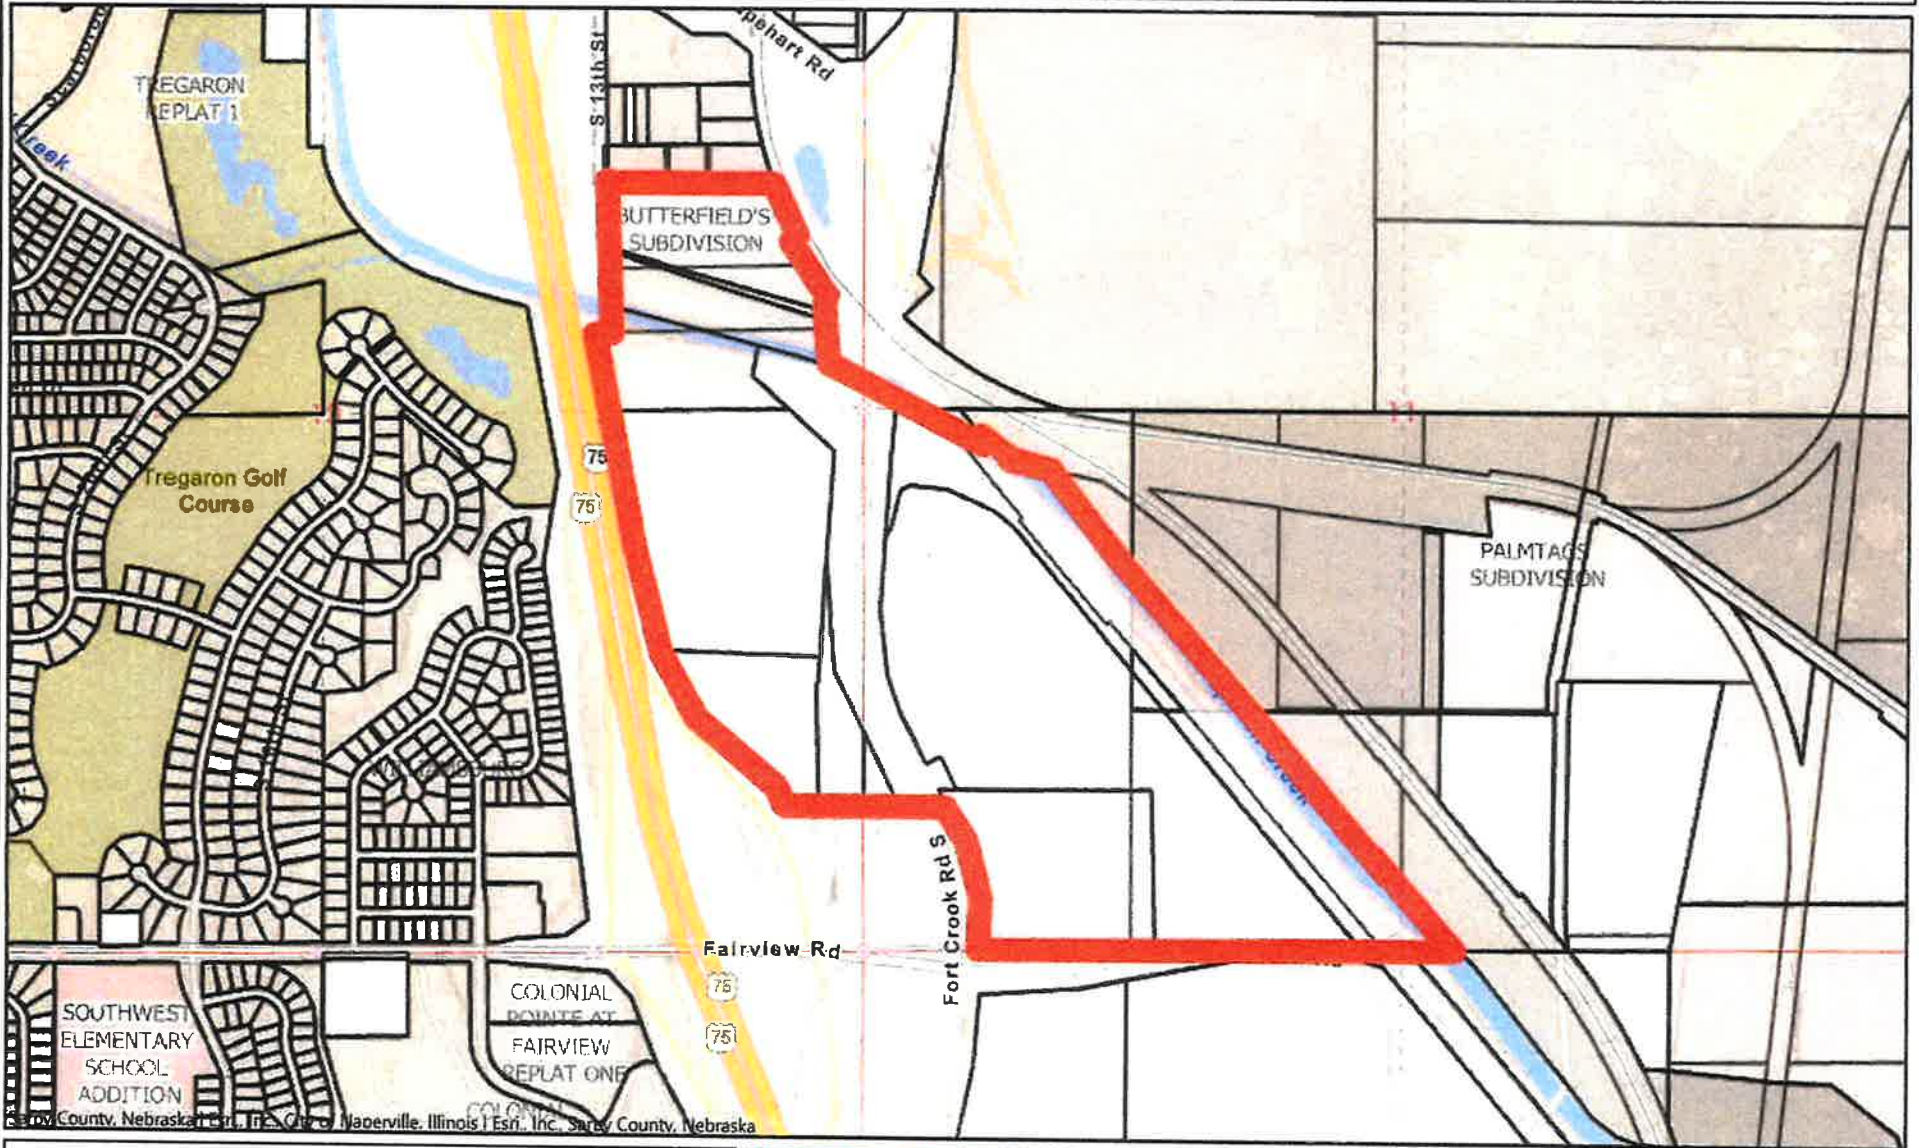 TREGARON
REPLAT 1
S 13th St
pehart Rd
reek
BUTTERFIELD'S
SUBDIVISION
75
75
11
Tregaron Golf
Course
PALMTAGS
SUBDIVISION
Fort Crook Rd S
Fairview Rd
75
75
SOUTHWEST
ELEMENTARY
SCHOOL
ADDITION
COLONIAL
POINTE AT
FAIRVIEW
REPLAT ONE
Sarpy County, Nebraska | Esri, Inc., City of Naperville, Illinois | Esri., Inc., Sarpy County, Nebraska